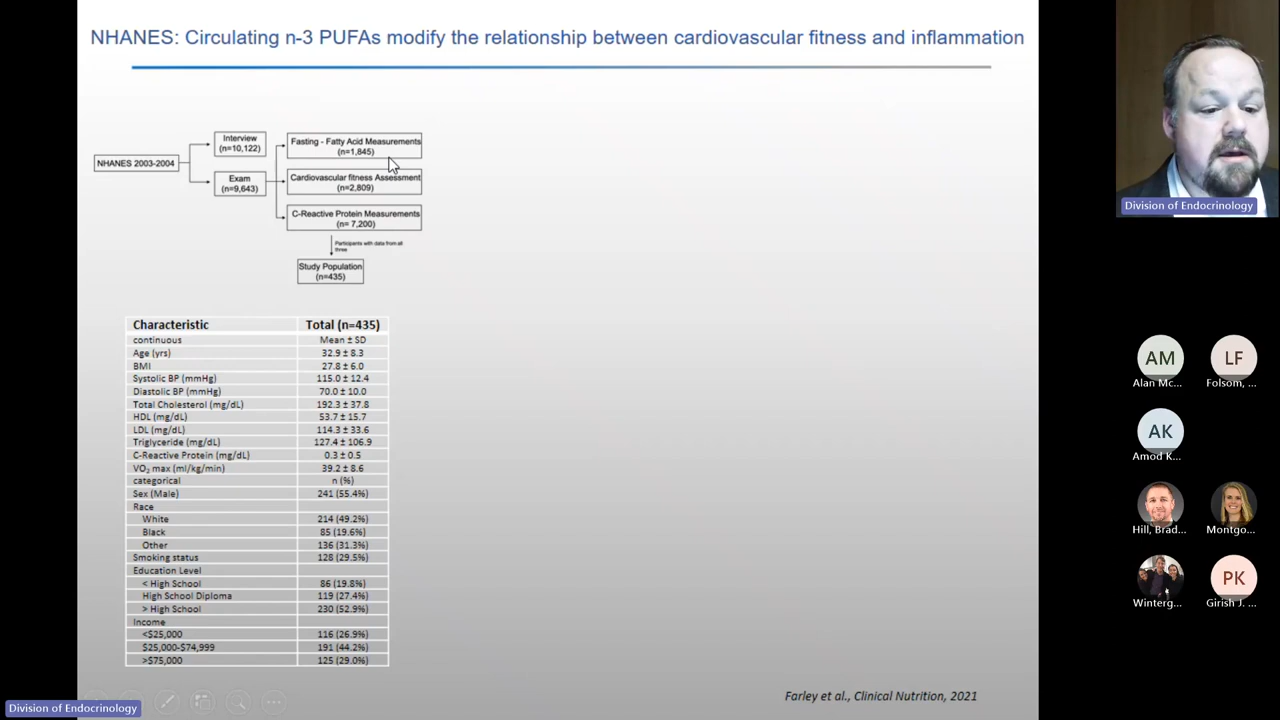 NHANES: Circulating n-3 PUFAs modify the relationship between cardiovascular fitness and inflammation
NHANES 2003-2004
Interview
(n=10,122)
Exam
(n=9,643)
Fasting - Fatty Acid Measurements
(n=1,845)
Cardiovascular fitness Assessment
(n=2,809)
C-Reactive Protein Measurements
(n= 7,200)
Participants with data from all
three
Study Population
(n=435)
Characteristic Total (n=435)
continuous Mean ± SD
Age (yrs) 32.9 ± 8.3
BMI 27.8 ± 6.0
Systolic BP (mmHg) 115.0 ± 12.4
Diastolic BP (mmHg) 70.0 ± 10.0
Total Cholesterol (mg/dL) 192.3 ± 37.8
HDL (mg/dL) 53.7 ± 15.7
LDL (mg/dL) 114.3 ± 33.6
Triglyceride (mg/dL) 127.4 ± 106.9
C-Reactive Protein (mg/dL) 0.3 ± 0.5
VO₂ max (ml/kg/min) 39.2 ± 8.6
categorical n (%)
Sex (Male) 241 (55.4%)
Race
White 214 (49.2%)
Black 85 (19.6%)
Other 136 (31.3%)
Smoking status 128 (29.5%)
Education Level
< High School 86 (19.8%)
High School Diploma 119 (27.4%)
> High School 230 (52.9%)
Income
<$25,000 116 (26.9%)
$25,000-$74,999 191 (44.2%)
>$75,000 125 (29.0%)
Farley et al., Clinical Nutrition, 2021
Division of Endocrinology
Division of Endocrinology
AM LF
Alan Mc... Folsom, ...
AK
Amod K...
Hill, Brad... Montgo...
PK
Winterg... Girish J. ...